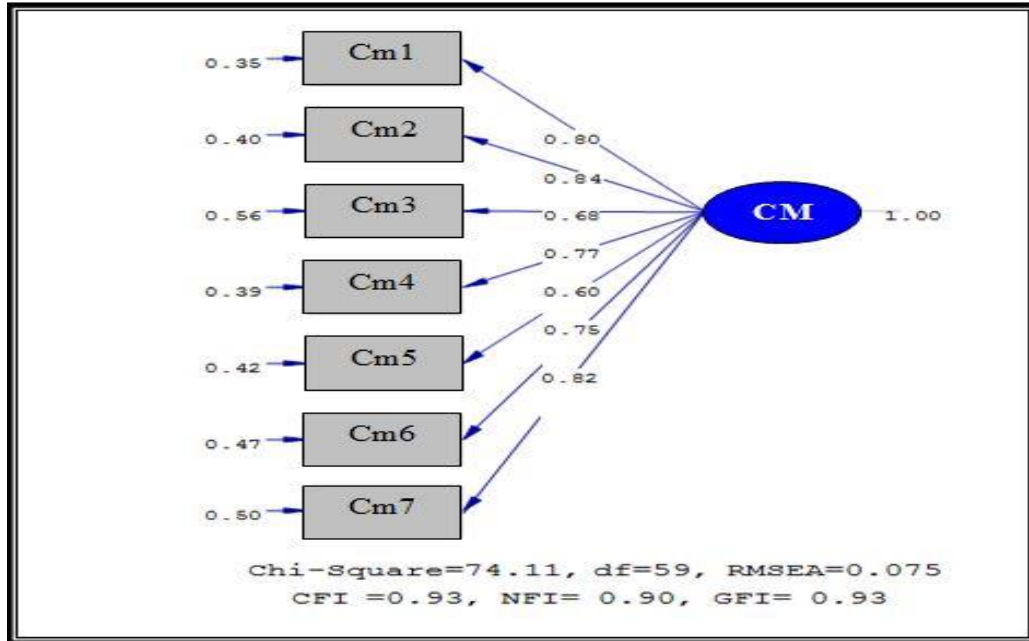 0.35 Cm1
0.80
0.40 Cm2
0.84
0.56 Cm3 0.68 CM 1.00
0.77
0.39 Cm4 0.60
0.75
0.42 Cm5 0.82
0.47 Cm6
0.50 Cm7
Chi-Square=74.11, df=59, RMSEA=0.075
CFI =0.93, NFI= 0.90, GFI= 0.93